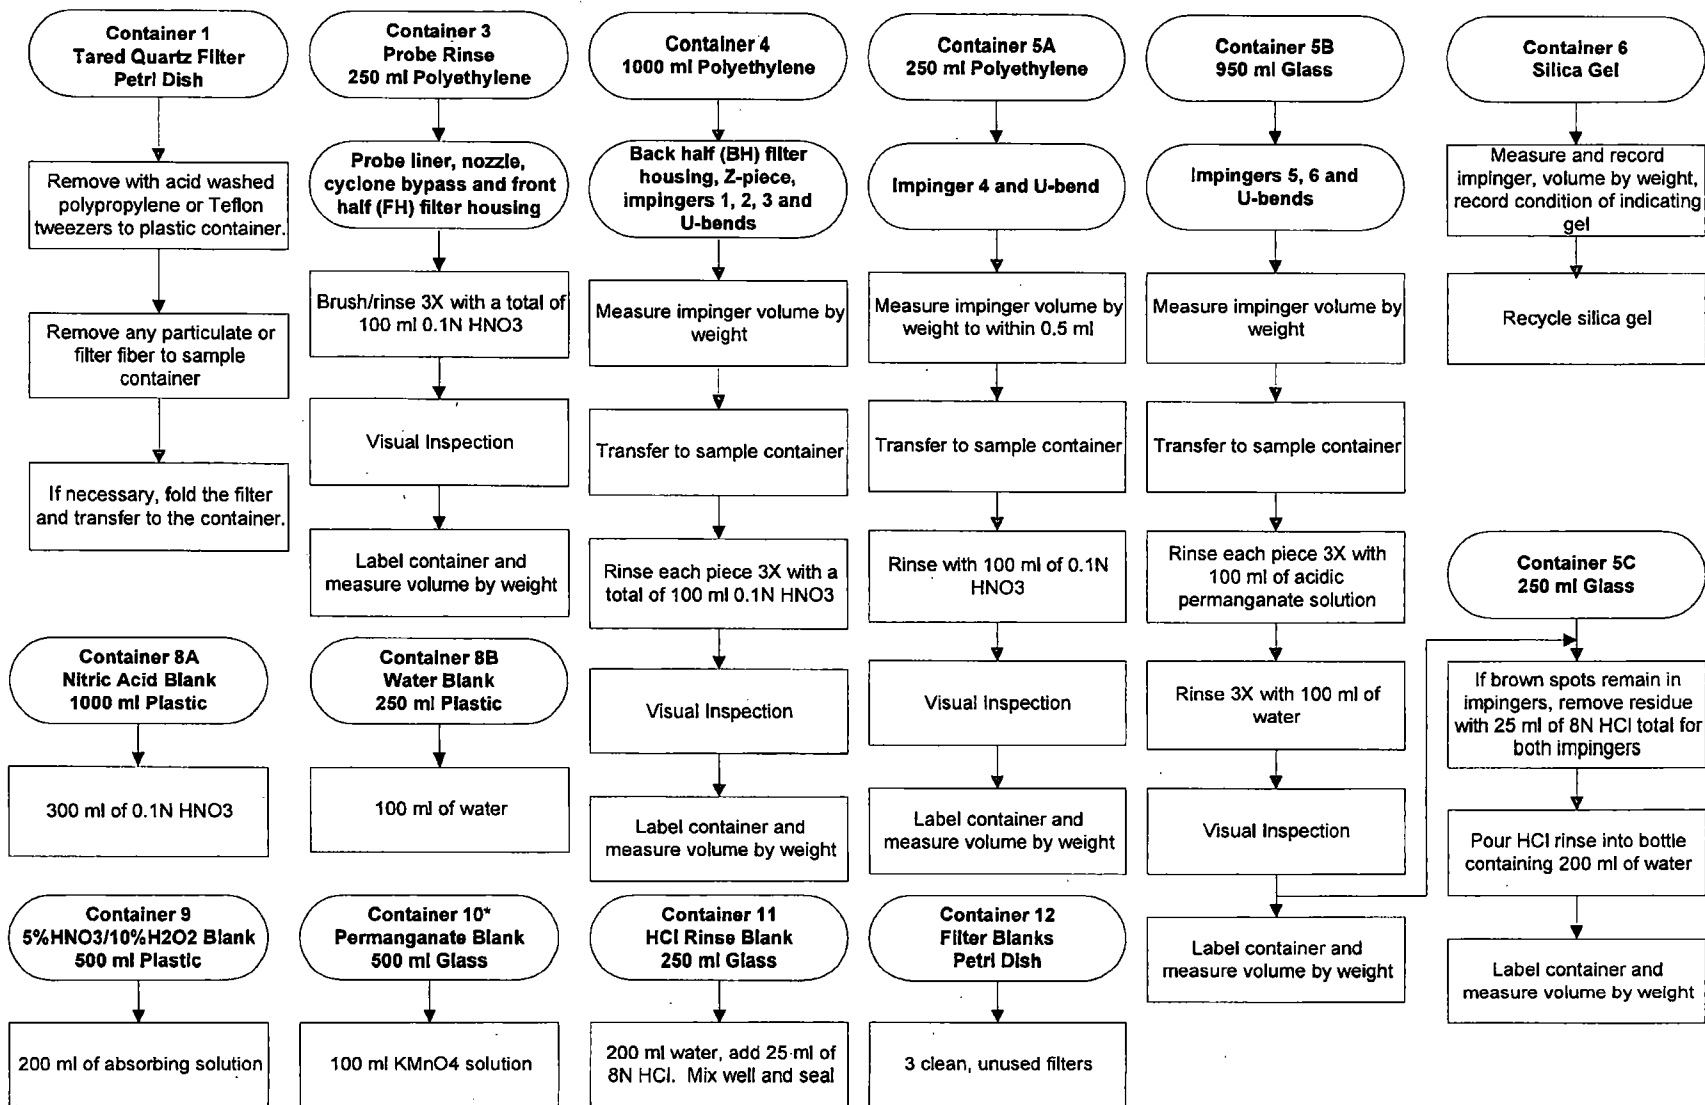 Container 1
Tared Quartz Filter
Petri Dish
Remove with acid washed
polypropylene or Teflon
tweezers to plastic container.
Remove any particulate or
filter fiber to sample
container
If necessary, fold the filter
and transfer to the container.
Container 3
Probe Rinse
250 ml Polyethylene
Probe liner, nozzle,
cyclone bypass and front
half (FH) filter housing
Brush/rinse 3X with a total of
100 ml 0.1N HNO3
Visual Inspection
Label container and
measure volume by weight
Container 4
1000 ml Polyethylene
Back half (BH) filter
housing, Z-piece,
impingers 1, 2, 3 and
U-bends
Measure impinger volume by
weight
Transfer to sample container
Rinse each piece 3X with a
total of 100 ml 0.1N HNO3
Visual Inspection
Label container and
measure volume by weight
Container 5A
250 ml Polyethylene
Impinger 4 and U-bend
Measure impinger volume by
weight to within 0.5 ml
Transfer to sample container
Rinse with 100 ml of 0.1N
HNO3
Visual Inspection
Label container and
measure volume by weight
Container 5B
950 ml Glass
Impingers 5, 6 and
U-bends
Measure impinger volume by
weight
Transfer to sample container
Rinse each piece 3X with
100 ml of acidic
permanganate solution
Rinse 3X with 100 ml of
water
Visual Inspection
Label container and
measure volume by weight
Container 6
Silica Gel
Measure and record
impinger, volume by weight,
record condition of indicating
gel
Recycle silica gel
Container 5C
250 ml Glass
If brown spots remain in
impingers, remove residue
with 25 ml of 8N HCl total for
both impingers
Pour HCl rinse into bottle
containing 200 ml of water
Label container and
measure volume by weight
Container 8A
Nitric Acid Blank
1000 ml Plastic
300 ml of 0.1N HNO3
Container 8B
Water Blank
250 ml Plastic
100 ml of water
Container 9
5%HNO3/10%H2O2 Blank
500 ml Plastic
200 ml of absorbing solution
Container 10*
Permanganate Blank
500 ml Glass
100 ml KMnO4 solution
Container 11
HCl Rinse Blank
250 ml Glass
200 ml water, add 25 ml of
8N HCl. Mix well and seal
Container 12
Filter Blanks
Petri Dish
3 clean, unused filters